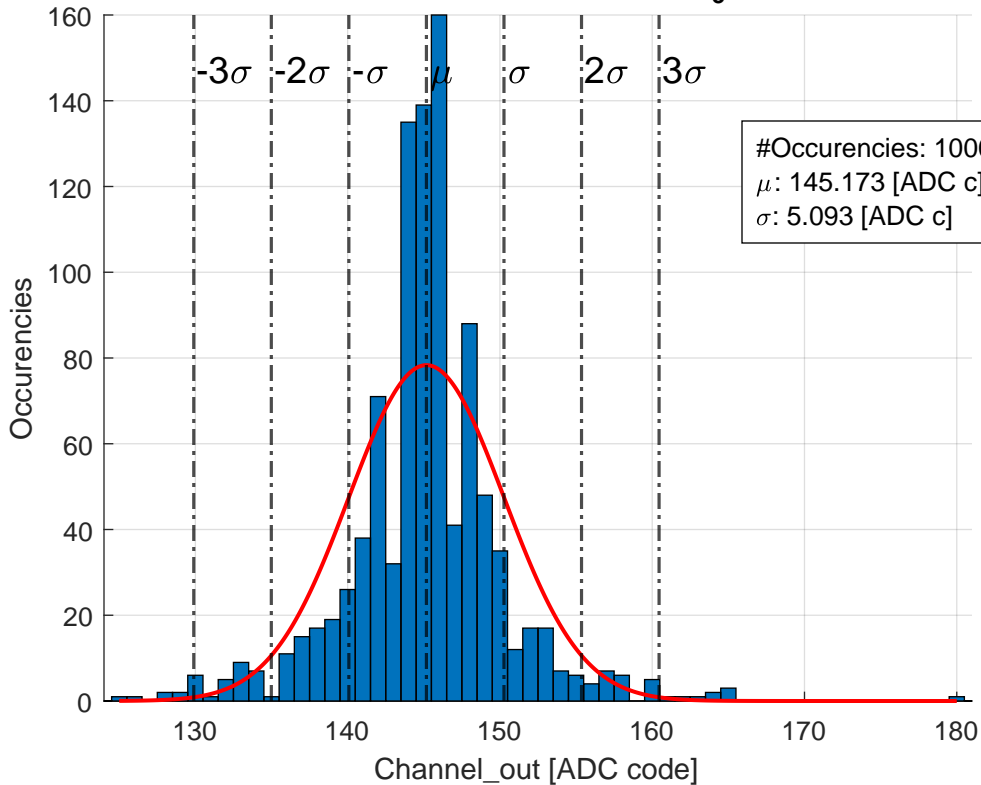 160
140
120
100
80
60
40
20
0
Occurencies
-3σ -2σ -σ μ σ 2σ 3σ
#Occurencies: 100
μ: 145.173 [ADC c]
σ: 5.093 [ADC c]
130 140 150 160 170 180
Channel_out [ADC code]